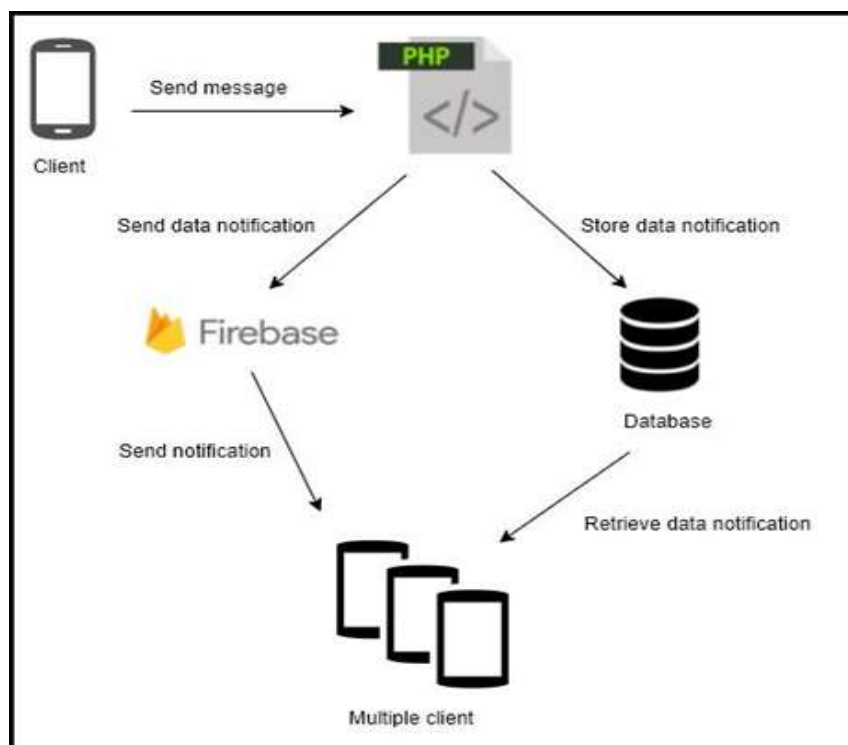 PHP
</>
Send message
Client
Send data notification
Store data notification
Firebase
Database
Send notification
Retrieve data notification
Multiple client